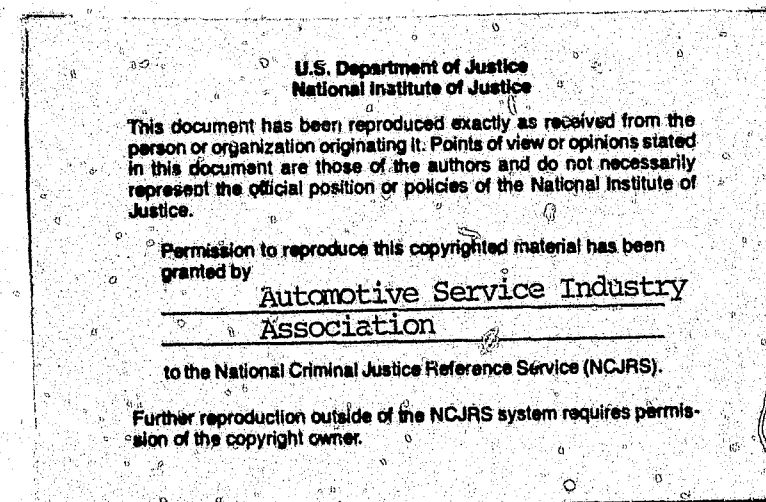 U.S. Department of Justice
National Institute of Justice
This document has been reproduced exactly as received from the
person or organization originating it. Points of view or opinions stated
in this document are those of the authors and do not necessarily
represent the official position or policies of the National Institute of
Justice.
Permission to reproduce this copyrighted material has been
granted by
Automotive Service Industry
Association
to the National Criminal Justice Reference Service (NCJRS).
Further reproduction outside of the NCJRS system requires permis-
sion of the copyright owner.